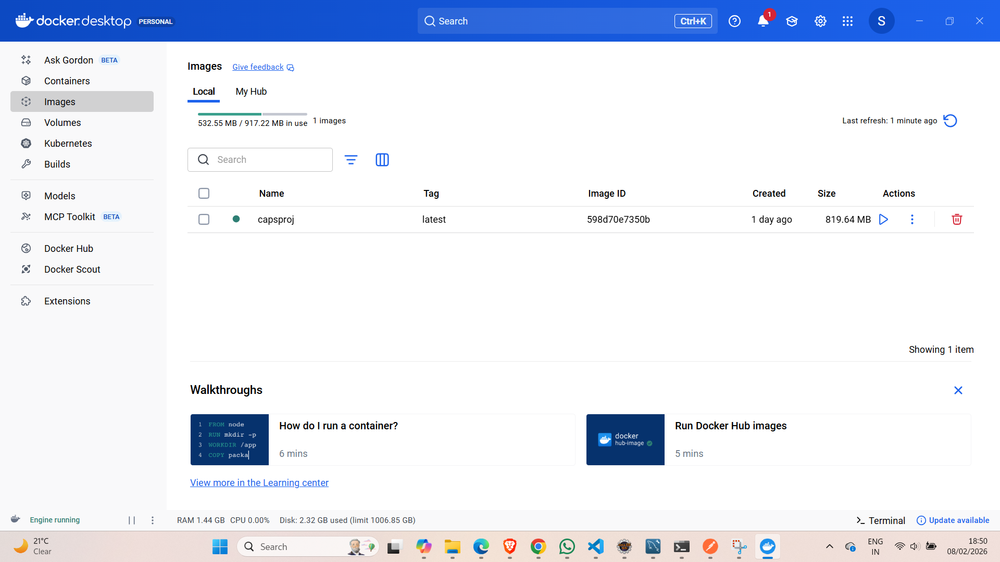 docker.desktop PERSONAL
Search Ctrl+K
1
S
Ask Gordon BETA
Containers
Images
Volumes
Kubernetes
Builds
Models
MCP Toolkit BETA
Docker Hub
Docker Scout
Extensions
Images Give feedback
Local My Hub
532.55 MB / 917.22 MB in use 1 images
Last refresh: 1 minute ago
Search
Name Tag Image ID Created Size Actions
capsproj latest 598d70e7350b 1 day ago 819.64 MB
Showing 1 item
Walkthroughs
1 FROM node
2 RUN mkdir -p
3 WORKDIR /app
4 COPY packa
How do I run a container?
6 mins
docker
hub-image
Run Docker Hub images
5 mins
View more in the Learning center
Engine running
RAM 1.44 GB CPU 0.00% Disk: 2.32 GB used (limit 1006.85 GB)
>_ Terminal
Update available
21°C
Clear
Search
ENG
IN
18:50
08/02/2026